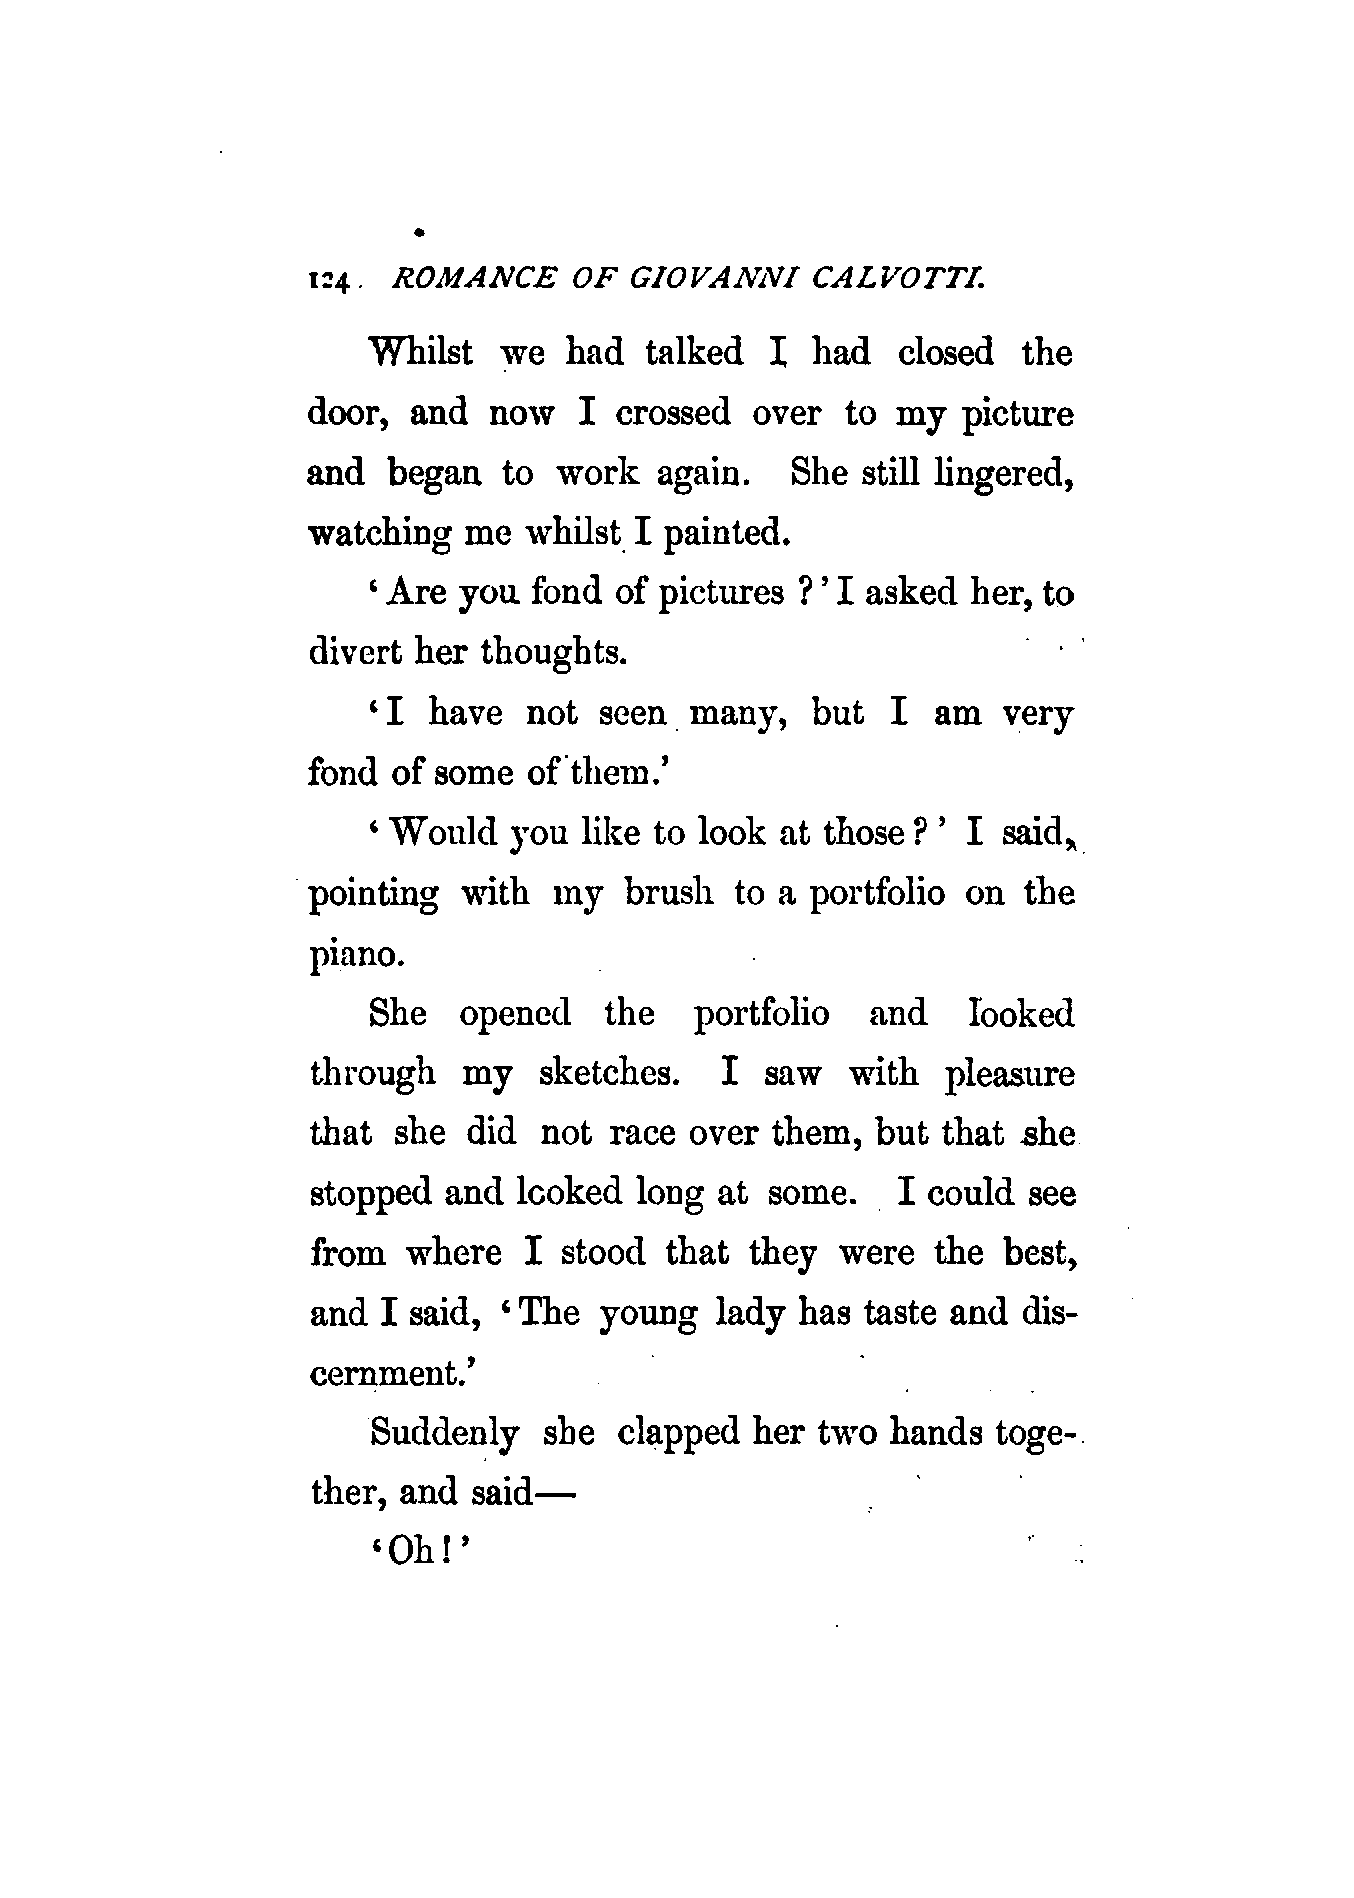 124. ROMANCE OF GIOVANNI CALVOTTI.
Whilst we had talked I had closed the
door, and now I crossed over to my picture
and began to work again. She still lingered,
watching me whilst I painted.
‘Are you fond of pictures?’ I asked her, to
divert her thoughts.
‘I have not seen many, but I am very
fond of some of them.’
‘Would you like to look at those?’ I said,
pointing with my brush to a portfolio on the
piano.
She opened the portfolio and looked
through my sketches. I saw with pleasure
that she did not race over them, but that she
stopped and looked long at some. I could see
from where I stood that they were the best,
and I said, ‘The young lady has taste and dis-
cernment.’
Suddenly she clapped her two hands toge-
ther, and said—
‘Oh!’